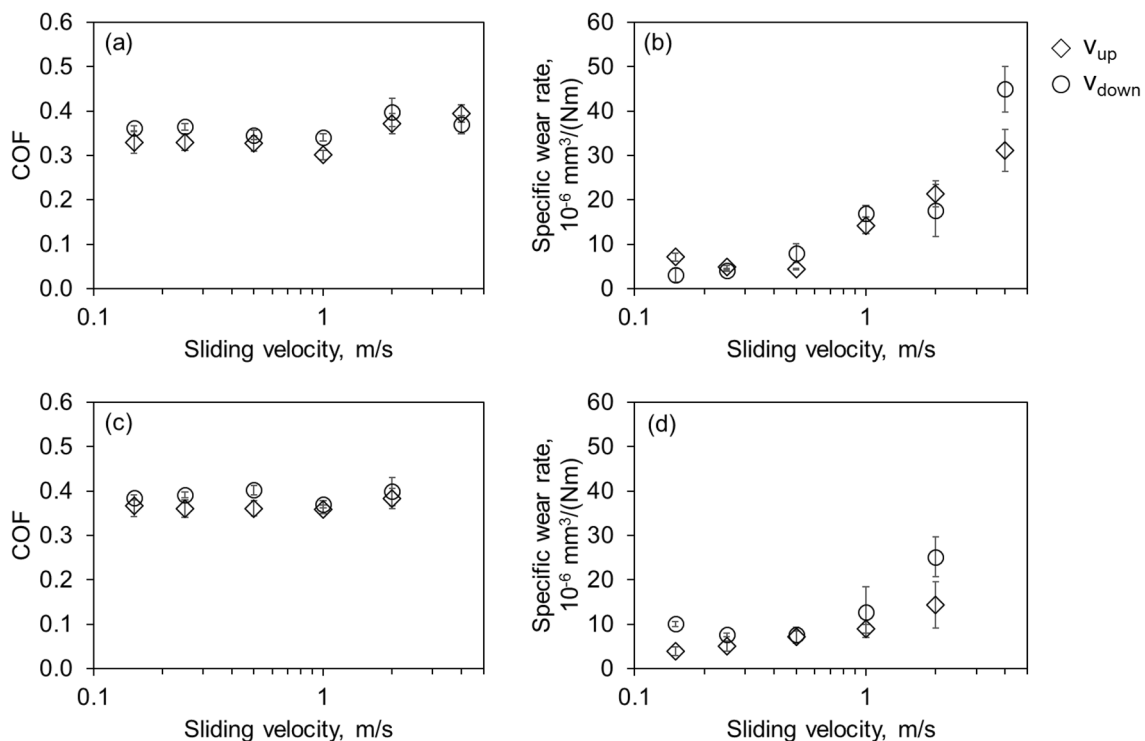 (a)
0.6
0.5
0.4
0.3
0.2
0.1
0.0
COF
0.1
1
Sliding velocity, m/s
(b)
60
50
40
30
20
10
0
Specific wear rate,
10⁻⁶ mm³/(Nm)
0.1
1
Sliding velocity, m/s
v_up
v_down
(c)
0.6
0.5
0.4
0.3
0.2
0.1
0.0
COF
0.1
1
Sliding velocity, m/s
(d)
60
50
40
30
20
10
0
Specific wear rate,
10⁻⁶ mm³/(Nm)
0.1
1
Sliding velocity, m/s